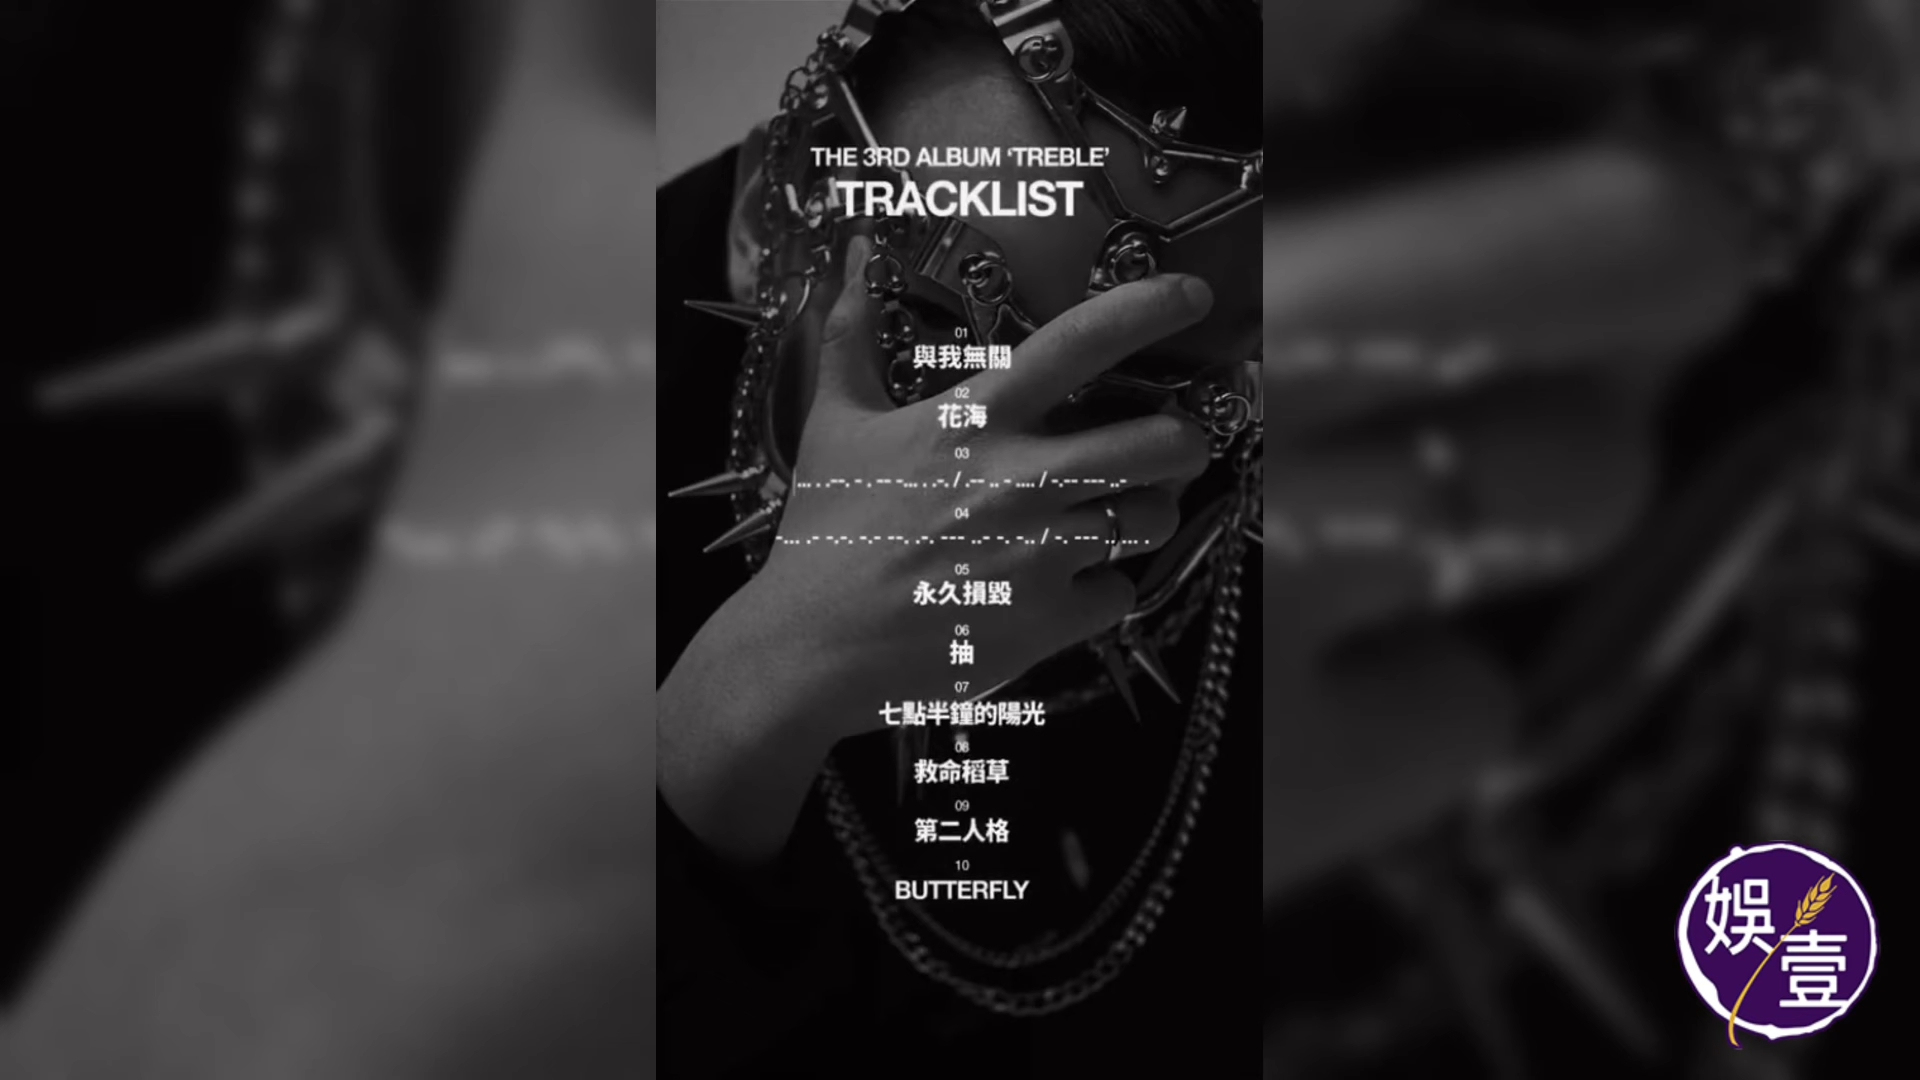 THE 3RD ALBUM ‘TREBLE’
TRACKLIST
01
與我無關
02
花海
03
... . .--. - . -- -... . .-. / .-- .. - .... / -.-- --- ..-
04
-... .- -.-. -.- --. .-. --- ..- -. -.. / -. --- .. ... .
05
永久損毀
06
抽
07
七點半鐘的陽光
08
救命稻草
09
第二人格
10
BUTTERFLY
娛
壹